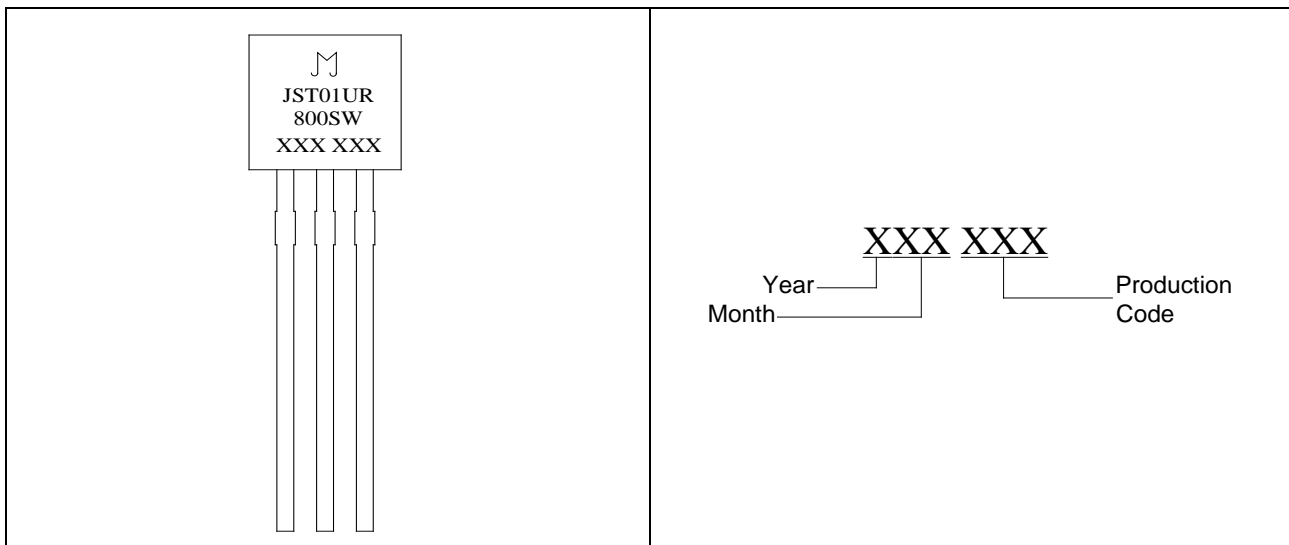 JST01UR
800SW
XXX XXX
XXX XXX
Year
Month
Production
Code